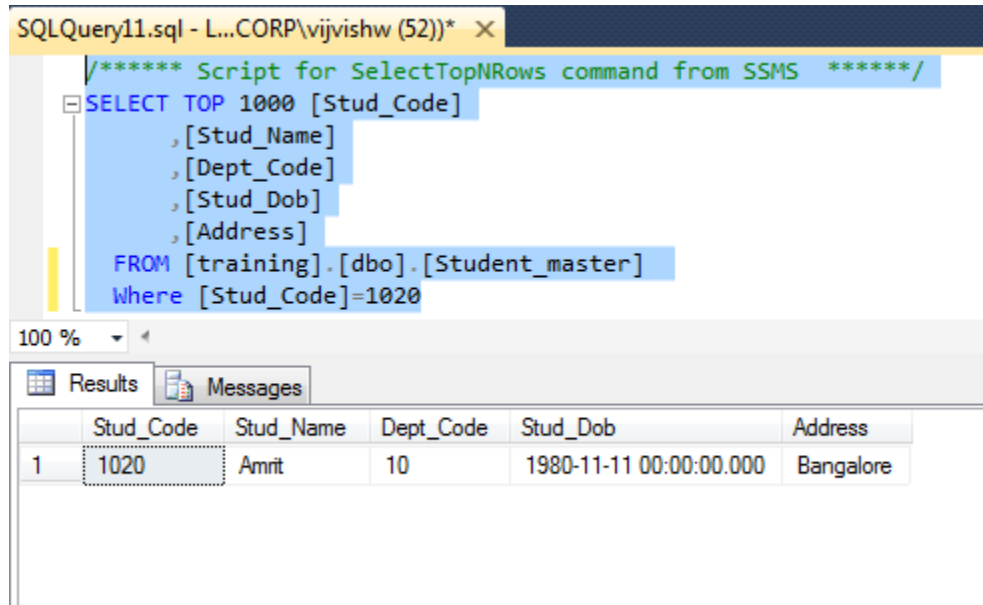 SQLQuery11.sql - L...CORP\vijvishw (52))* ×
/****** Script for SelectTopNRows command from SSMS  ******/
SELECT TOP 1000 [Stud_Code]
,[Stud_Name]
,[Dept_Code]
,[Stud_Dob]
,[Address]
FROM [training].[dbo].[Student_master]
Where [Stud_Code]=1020
100 %
Results Messages
Stud_Code Stud_Name Dept_Code Stud_Dob Address
1 1020 Amrit 10 1980-11-11 00:00:00.000 Bangalore